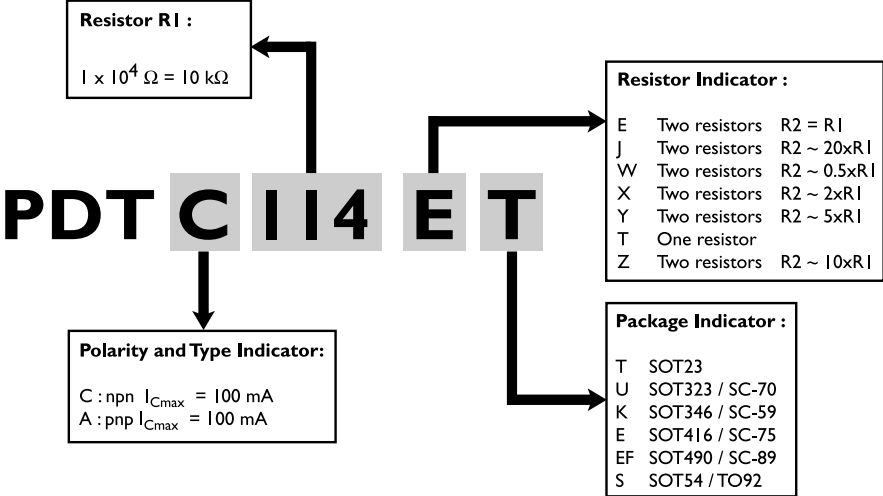 Resistor R1 :
1 x 10⁴ Ω = 10 kΩ
PDT C 114 E T
Resistor Indicator :
E Two resistors R2 = R1
J Two resistors R2 ~ 20xR1
W Two resistors R2 ~ 0.5xR1
X Two resistors R2 ~ 2xR1
Y Two resistors R2 ~ 5xR1
T One resistor
Z Two resistors R2 ~ 10xR1
Polarity and Type Indicator:
C : npn I_Cmax = 100 mA
A : pnp I_Cmax = 100 mA
Package Indicator :
T SOT23
U SOT323 / SC-70
K SOT346 / SC-59
E SOT416 / SC-75
EF SOT490 / SC-89
S SOT54 / TO92